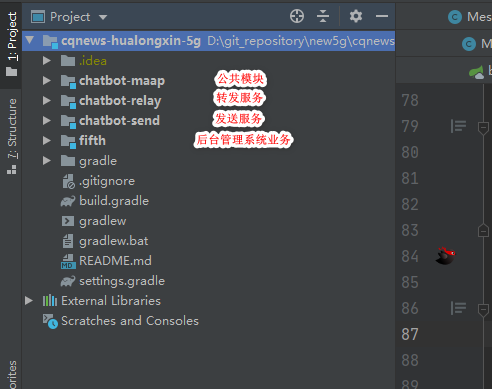 1: Project
Project
Mes
cqnews-hualongxin-5g D:\git_repository\new5g\cqnews
M
.idea
chatbot-maap 公共模块
chatbot-relay 转发服务
78
chatbot-send 发送服务
79
fifth 后台管理系统业务
80
gradle
81
.gitignore
82
build.gradle
83
gradlew
84
gradlew.bat
85
README.md
86
settings.gradle
87
External Libraries
88
Scratches and Consoles
89
7: Structure
orites